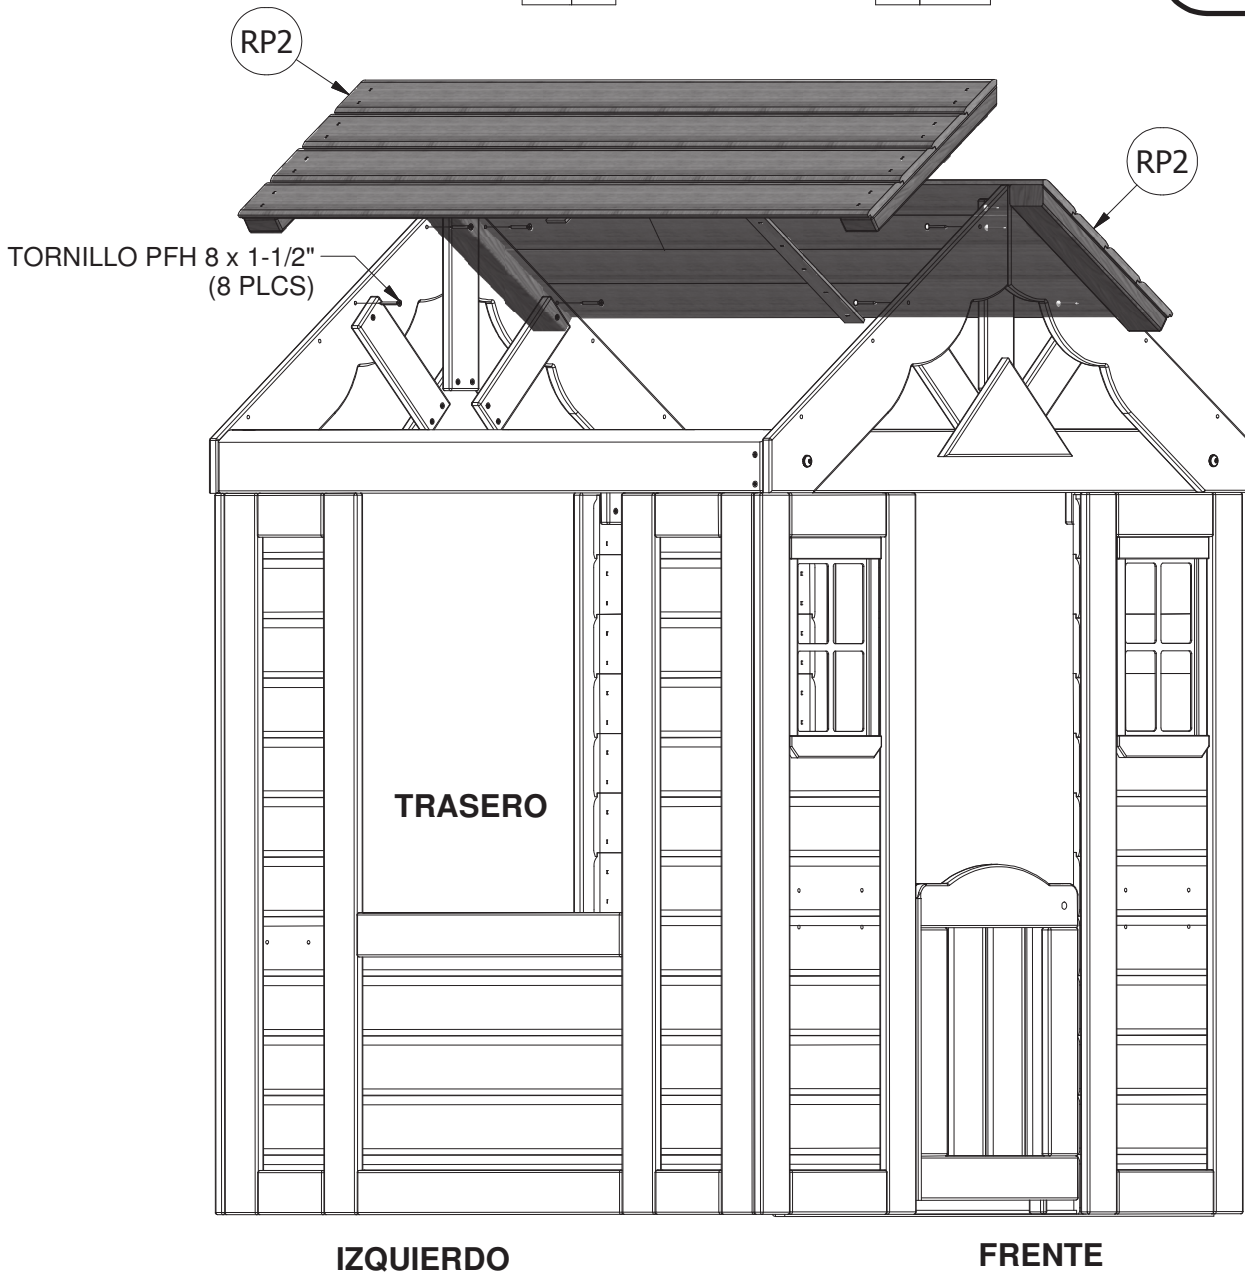 RP2
RP2
TORNILLO PFH 8 x 1-1/2"
(8 PLCS)
TRASERO
IZQUIERDO
FRENTE